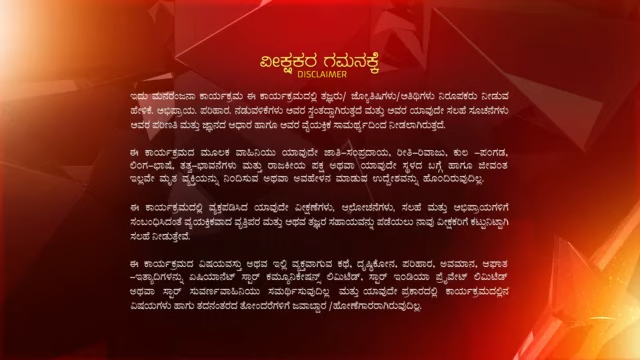 ವೀಕ್ಷಕರ ಗಮನಕ್ಕೆ
DISCLAIMER
ಇದು ಮನರಂಜನಾ ಕಾರ್ಯಕ್ರಮ ಈ ಕಾರ್ಯಕ್ರಮದಲ್ಲಿ ತಜ್ಞರು/ ಜ್ಯೋತಿಷಿಗಳು/ಅತಿಥಿಗಳು ನಿರೂಪಕರು ನೀಡುವ
ಹೇಳಿಕೆ. ಅಭಿಪ್ರಾಯ. ಪರಿಹಾರ. ನಡುವಳಿಕೆಗಳು ಅವರ ಸ್ವಂತದ್ದಾಗಿರುತ್ತದೆ ಮತ್ತು ಅವರ ಯಾವುದೇ ಸಲಹೆ ಸೂಚನೆಗಳು
ಅವರ ಪರಿಣತಿ ಮತ್ತು ಜ್ಞಾನದ ಆಧಾರ ಹಾಗೂ ಅವರ ವೈಯಕ್ತಿಕ ಸಾಮರ್ಥ್ಯದಿಂದ ನೀಡಲಾಗಿರುತ್ತದೆ.
ಈ ಕಾರ್ಯಕ್ರಮದ ಮೂಲಕ ವಾಹಿನಿಯು ಯಾವುದೇ ಜಾತಿ–ಸಂಪ್ರದಾಯ, ರೀತಿ–ರಿವಾಜು, ಕುಲ –ಪಂಗಡ,
ಲಿಂಗ–ಭಾಷೆ, ತತ್ವ–ಭಾವನೆಗಳು ಮತ್ತು ರಾಜಕೀಯ ಪಕ್ಷ ಅಥವಾ ಯಾವುದೇ ಸ್ಥಳದ ಬಗ್ಗೆ ಹಾಗೂ ಜೀವಂತ
ಇಲ್ಲವೇ ಮೃತ ವ್ಯಕ್ತಿಯನ್ನು ನಿಂದಿಸುವ ಅಥವಾ ಅವಹೇಳನ ಮಾಡುವ ಉದ್ದೇಶವನ್ನು ಹೊಂದಿರುವುದಿಲ್ಲ.
ಈ ಕಾರ್ಯಕ್ರಮದಲ್ಲಿ ವ್ಯಕ್ತಪಡಿಸಿದ ಯಾವುದೇ ವೀಕ್ಷಣೆಗಳು, ಆಲೋಚನೆಗಳು, ಸಲಹೆ ಮತ್ತು ಅಭಿಪ್ರಾಯಗಳಿಗೆ
ಸಂಬಂಧಿಸಿದಂತೆ ವ್ಯಯಕ್ತಿಕವಾದ ವೃತ್ತಿಪರ ಮತ್ತು ಅಥವ ತಜ್ಞರ ಸಹಾಯವನ್ನು ಪಡೆಯಲು ನಾವು ವೀಕ್ಷಕರಿಗೆ ಕಟ್ಟುನಿಟ್ಟಾಗಿ
ಸಲಹೆ ನೀಡುತ್ತೇವೆ.
ಈ ಕಾರ್ಯಕ್ರಮದ ವಿಷಯವಸ್ತು ಅಥವ ಇಲ್ಲಿ ವ್ಯಕ್ತವಾಗುವ ಕಥೆ, ದೃಷ್ಠಿಕೋನ, ಪರಿಹಾರ, ಅವಮಾನ, ಆಘಾತ
–ಇತ್ಯಾದಿಗಳನ್ನು ಏಷಿಯಾನೆಟ್ ಸ್ಟಾರ್ ಕಮ್ಯೂನಿಕೇಷನ್ಸ್ ಲಿಮಿಟೆಡ್, ಸ್ಟಾರ್ ಇಂಡಿಯಾ ಪ್ರೈವೇಟ್ ಲಿಮಿಟೆಡ್
ಅಥವಾ ಸ್ಟಾರ್ ಸುವರ್ಣವಾಹಿನಿಯು ಸಮರ್ಥಿಸುವುದಿಲ್ಲ ಮತ್ತು ಯಾವುದೇ ಪ್ರಕಾರದಲ್ಲಿ ಕಾರ್ಯಕ್ರಮದಲ್ಲಿನ
ವಿಷಯಗಳು ಹಾಗು ತದನಂತರದ ತೋಂದರೆಗಳಿಗೆ ಜವಾಬ್ದಾರ /ಹೋಣೆಗಾರರಾಗಿರುವುದಿಲ್ಲ.